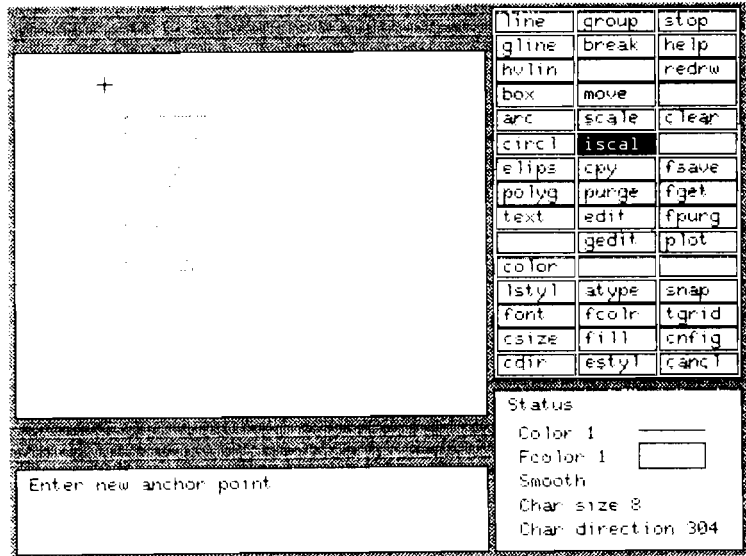 line group stop
gline break help
hvlin redrw
box move
arc scale clear
circl iscal
elips cpy fsave
polyg purge fget
text edit fpurg
gedit plot
color
lstyl atype snap
font fcolr tgrid
csize fill cnfig
cdir estyl cancl
Status
Color 1
Fcolor 1
Smooth
Char size 8
Char direction 304
Enter new anchor point